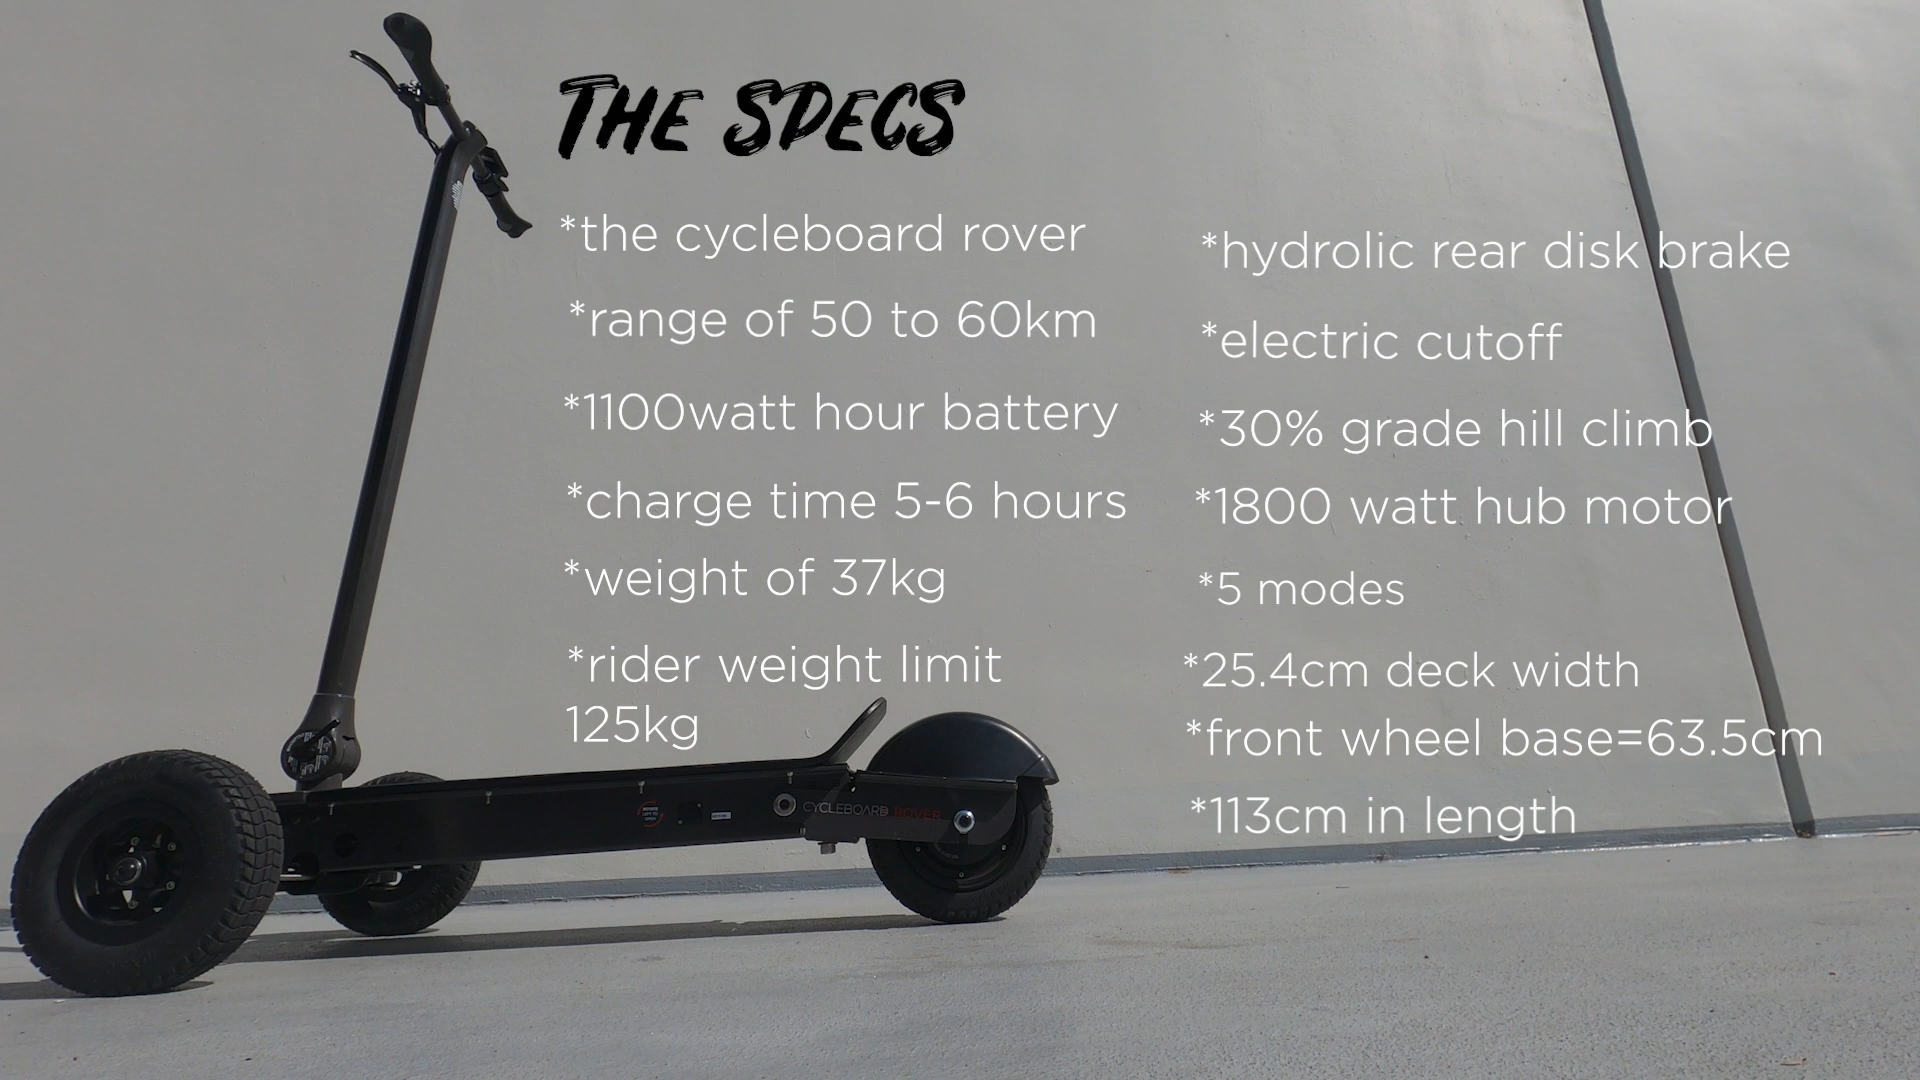 THE SPECS
*the cycleboard rover
*range of 50 to 60km
*1100watt hour battery
*charge time 5-6 hours
*weight of 37kg
*rider weight limit
125kg
*hydrolic rear disk brake
*electric cutoff
*30% grade hill climb
*1800 watt hub motor
*5 modes
*25.4cm deck width
*front wheel base=63.5cm
*113cm in length
CYCLEBOARD ROVER